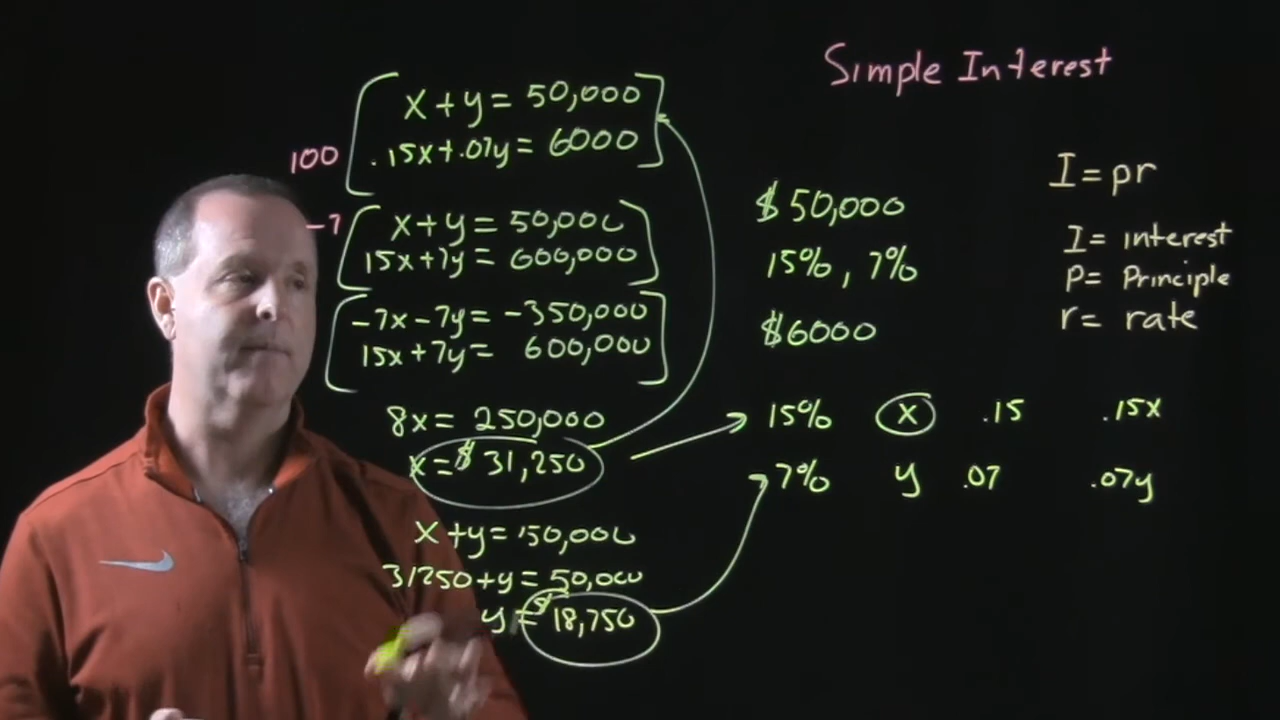 Simple Interest
x + y = 50,000
100 .15x + .07y = 6000
-7 x + y = 50,000
15x + 7y = 600,000
-7x - 7y = -350,000
15x + 7y = 600,000
8x = 250,000
x = $31,250
x + y = 50,000
31250 + y = 50,000
y = $18,750
$50,000
15%, 7%
$6000
15% x .15 .15x
7% y .07 .07y
I = pr
I = interest
P = Principle
r = rate